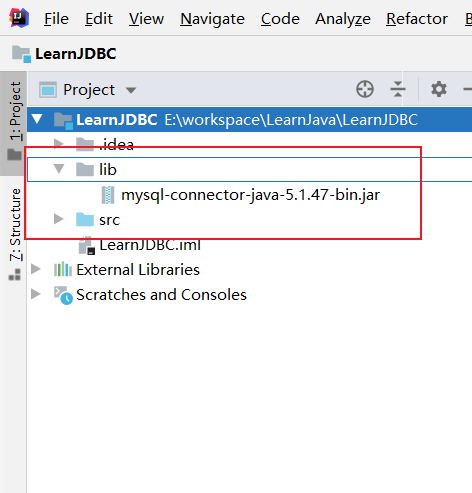 File Edit View Navigate Code Analyze Refactor
LearnJDBC
1: Project
Project
LearnJDBC E:\workspace\LearnJava\LearnJDBC
.idea
lib
mysql-connector-java-5.1.47-bin.jar
src
LearnJDBC.iml
External Libraries
Scratches and Consoles
7: Structure